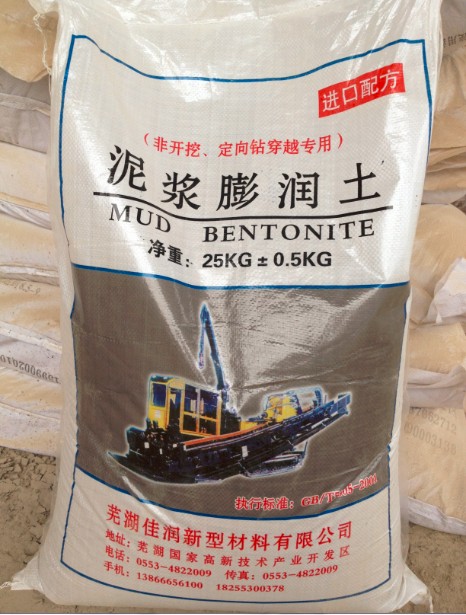 进口配方
（非开挖、定向钻穿越专用）
泥浆膨润土
MUD BENTONITE
净重：25KG±0.5KG
执行标准：
芜湖佳润新型材料有限公司
地址：芜湖国家高新技术产业开发区
电话：0553-4822009 传真：0553-4822009
手机：13866656100 18255300378